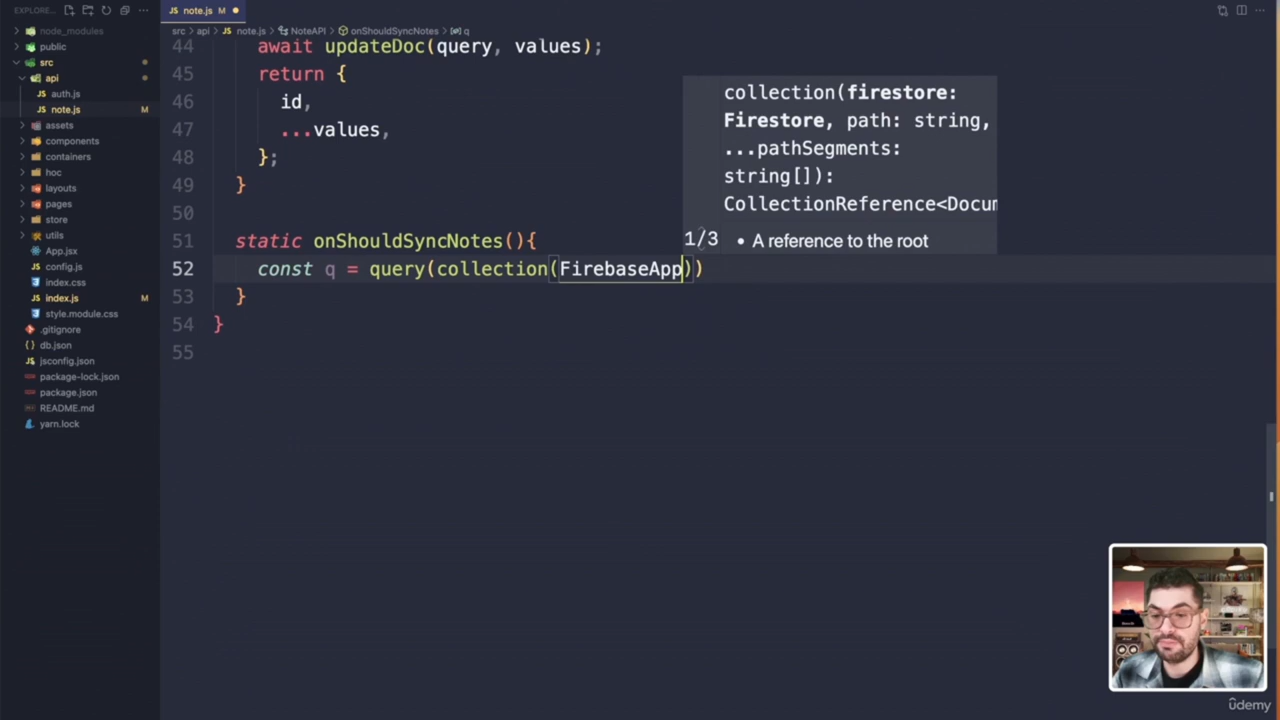 EXPLORE...
node_modules
public
src
api
auth.js
note.js M
assets
components
containers
hoc
layouts
pages
store
utils
App.jsx
config.js
index.css
index.js M
style.module.css
.gitignore
db.json
jsconfig.json
package-lock.json
package.json
README.md
yarn.lock
JS note.js M
src > api > JS note.js > NoteAPI > onShouldSyncNotes > q
44 await updateDoc(query, values);
45 return {
46 id,
47 ...values,
48 };
49 }
50
51 static onShouldSyncNotes(){
52 const q = query(collection(FirebaseApp))
53 }
54 }
55
collection(firestore:
Firestore, path: string,
...pathSegments:
string[]):
CollectionReference<Docum
1/3 • A reference to the root
ûdemy